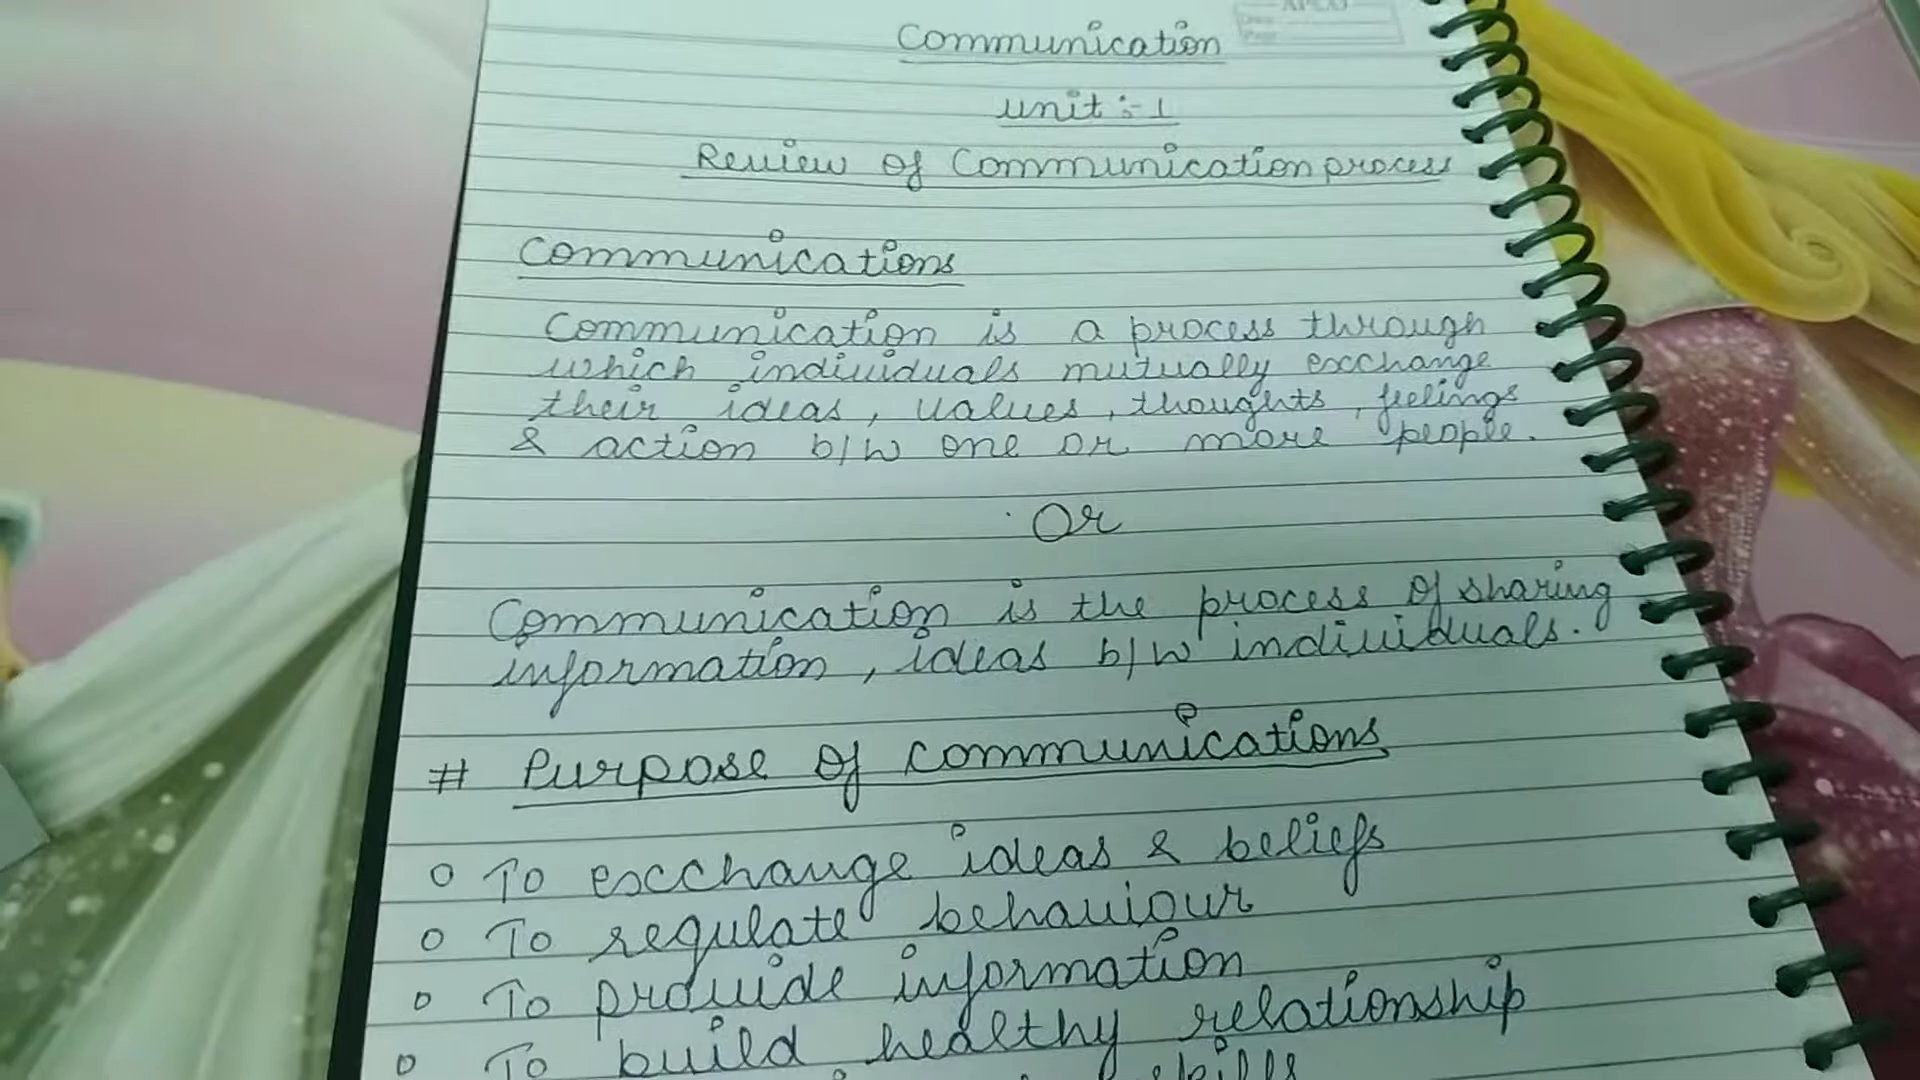 Communication
unit :- 1
Review of Communication process
Communications
Communication is a process through
which individuals mutually exchange
their ideas, values, thoughts, feelings
& action b/w one or more people.
Or
Communication is the process of sharing
information, ideas b/w individuals.
# Purpose of communications
o To exchange ideas & beliefs
o To regulate behaviour
o To provide information
o To build healthy relationship
skills